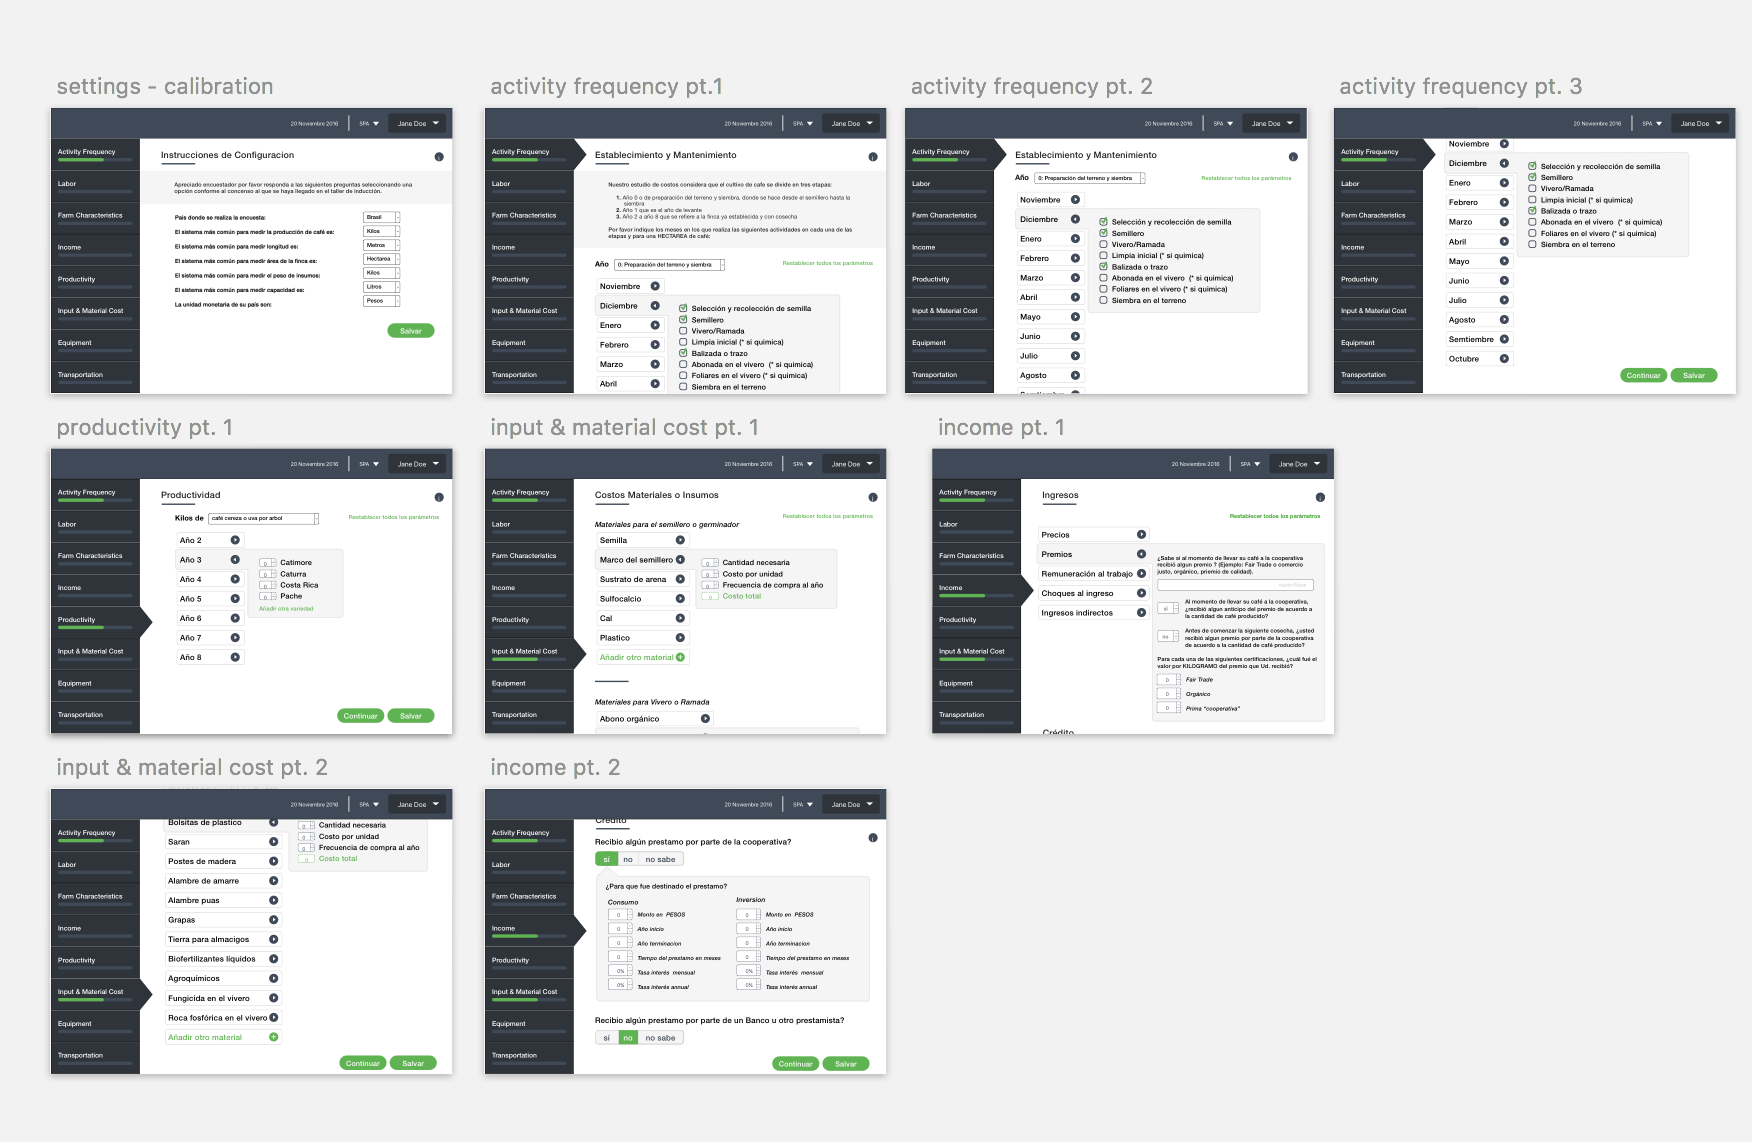 settings - calibration
20 Noviembre 2016 SPA Jane Doe
Activity Frequency
Labor
Farm Characteristics
Income
Productivity
Input & Material Cost
Equipment
Transportation
Instrucciones de Configuracion
Apreciado encuestador por favor responda a las siguientes preguntas seleccionando una
opción conforme al concenso al que se haya llegado en el taller de inducción.
Pais donde se realiza la encuesta: Brasil
El sistema más común para medir la producción de café es: Kilos
El sistema más común para medir longitud es: Metros
El sistema más común para medir área de la finca es: Hectarea
El sistema más común para medir el peso de insumos: Kilos
El sistema más común para medir capacidad es: Litros
La unidad monetaria de su país son: Pesos
Salvar
activity frequency pt.1
20 Noviembre 2016 SPA Jane Doe
Activity Frequency
Labor
Farm Characteristics
Income
Productivity
Input & Material Cost
Equipment
Transportation
Establecimiento y Mantenimiento
Nuestro estudio de costos considera que el cultivo de cafe se divide en tres etapas:
1. Año 0 o de preparación del terreno y siembra, donde se hace desde el semillero hasta la
siembra
2. Año 1 que es el año de levante
3. Año 2 a año 8 que se refiere a la finca ya establecida y con cosecha
Por favor indique los meses en los que realiza las siguientes actividades en cada una de las
etapas y para una HECTAREA de café:
Año 0: Preparación del terreno y siembra Restablecer todos los parámetros
Noviembre
Diciembre
Enero
Febrero
Marzo
Abril
Selección y recolección de semilla
Semillero
Vivero/Ramada
Limpia inicial (* si quimica)
Balizada o trazo
Abonada en el vivero (* si quimica)
Foliares en el vivero (* si quimica)
Siembra en el terreno
activity frequency pt. 2
20 Noviembre 2016 SPA Jane Doe
Activity Frequency
Labor
Farm Characteristics
Income
Productivity
Input & Material Cost
Equipment
Transportation
Establecimiento y Mantenimiento
Año 0: Preparación del terreno y siembra Restablecer todos los parámetros
Noviembre
Diciembre
Enero
Febrero
Marzo
Abril
Mayo
Junio
Julio
Agosto
Semtiembre
Selección y recolección de semilla
Semillero
Vivero/Ramada
Limpia inicial (* si quimica)
Balizada o trazo
Abonada en el vivero (* si quimica)
Foliares en el vivero (* si quimica)
Siembra en el terreno
activity frequency pt. 3
20 Noviembre 2016 SPA Jane Doe
Activity Frequency
Labor
Farm Characteristics
Income
Productivity
Input & Material Cost
Equipment
Transportation
Noviembre
Diciembre
Enero
Febrero
Marzo
Abril
Mayo
Junio
Julio
Agosto
Semtiembre
Octubre
Selección y recolección de semilla
Semillero
Vivero/Ramada
Limpia inicial (* si quimica)
Balizada o trazo
Abonada en el vivero (* si quimica)
Foliares en el vivero (* si quimica)
Siembra en el terreno
Continuar Salvar
productivity pt. 1
20 Noviembre 2016 SPA Jane Doe
Activity Frequency
Labor
Farm Characteristics
Income
Productivity
Input & Material Cost
Equipment
Transportation
Productividad
Kilos de café cereza o uva por arbol Restablecer todos los parámetros
Año 2
Año 3
Año 4
Año 5
Año 6
Año 7
Año 8
0 Catimore
0 Caturra
0 Costa Rica
0 Pache
Añadir otra variedad
Continuar Salvar
input & material cost pt. 1
20 Noviembre 2016 SPA Jane Doe
Activity Frequency
Labor
Farm Characteristics
Income
Productivity
Input & Material Cost
Equipment
Transportation
Costos Materiales o Insumos
Restablecer todos los parámetros
Materiales para el semillero o germinador
Semilla
Marco del semillero
Sustrato de arena
Sulfocalcio
Cal
Plastico
Añadir otro material
0 Cantidad necesaria
0 Costo por unidad
0 Frecuencia de compra al año
0 Costo total
Materiales para Vivero o Ramada
Abono orgánico
income pt. 1
20 Noviembre 2016 SPA Jane Doe
Activity Frequency
Labor
Farm Characteristics
Income
Productivity
Input & Material Cost
Equipment
Transportation
Ingresos
Restablecer todos los parámetros
Precios
Premios
Remuneración al trabajo
Choques al ingreso
Ingresos indirectos
¿Sabe si al momento de llevar su café a la cooperativa
recibió algun premio ? (Ejemplo: Fair Trade o comercio
justo, orgánico, priemio de calidad).
especifique
sí Al momento de llevar su café a la cooperativa,
¿recibió algun anticipo del premio de acuerdo a
la cantidad de café producido?
no Antes de comenzar la siguiente cosecha, ¿usted
recibió algun premio por parte de la cooperativa
de acuerdo a la cantidad de café producido?
Para cada una de las siguientes certificaciones, ¿cuál fué el
valor por KILOGRAMO del premio que Ud. recibió?
0 Fair Trade
0 Orgánico
0 Prima "cooperativa"
Crédito
input & material cost pt. 2
20 Noviembre 2016 SPA Jane Doe
Activity Frequency
Labor
Farm Characteristics
Income
Productivity
Input & Material Cost
Equipment
Transportation
Bolsitas de plastico
Saran
Postes de madera
Alambre de amarre
Alambre puas
Grapas
Tierra para almacigos
Biofertilizantes líquidos
Agroquímicos
Fungicida en el vivero
Roca fosfórica en el vivero
Añadir otro material
0 Cantidad necesaria
0 Costo por unidad
0 Frecuencia de compra al año
0 Costo total
Continuar Salvar
income pt. 2
20 Noviembre 2016 SPA Jane Doe
Activity Frequency
Labor
Farm Characteristics
Income
Productivity
Input & Material Cost
Equipment
Transportation
Crédito
Recibio algún prestamo por parte de la cooperativa?
sí no no sabe
¿Para que fue destinado el prestamo?
Consumo
0 Monto en PESOS
0 Año inicio
0 Año terminacion
0 Tiempo del prestamo en meses
0% Tasa interés mensual
0% Tasa interés annual
Inversion
0 Monto en PESOS
0 Año inicio
0 Año terminacion
0 Tiempo del prestamo en meses
0% Tasa interés mensual
0% Tasa interés annual
Recibio algún prestamo por parte de un Banco u otro prestamista?
sí no no sabe
Continuar Salvar